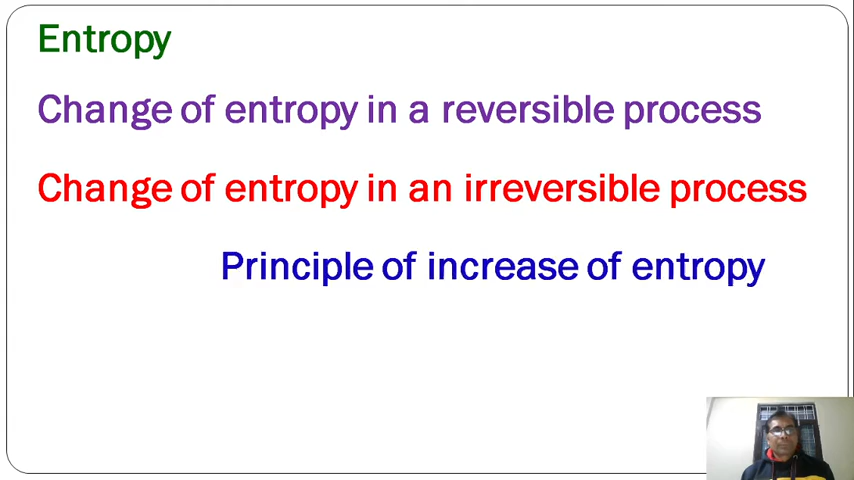 Entropy
Change of entropy in a reversible process
Change of entropy in an irreversible process
Principle of increase of entropy